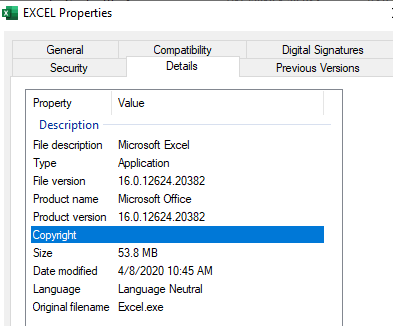 EXCEL Properties
General Compatibility Digital Signatures
Security Details Previous Versions
Property Value
Description
File description Microsoft Excel
Type Application
File version 16.0.12624.20382
Product name Microsoft Office
Product version 16.0.12624.20382
Copyright
Size 53.8 MB
Date modified 4/8/2020 10:45 AM
Language Language Neutral
Original filename Excel.exe